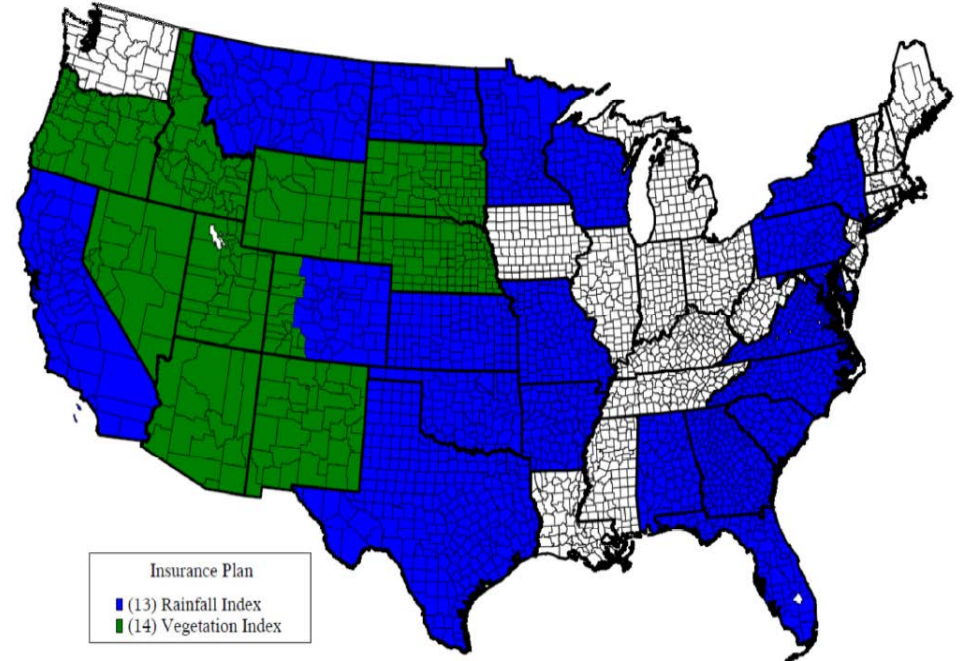 Insurance Plan
(13) Rainfall Index
(14) Vegetation Index